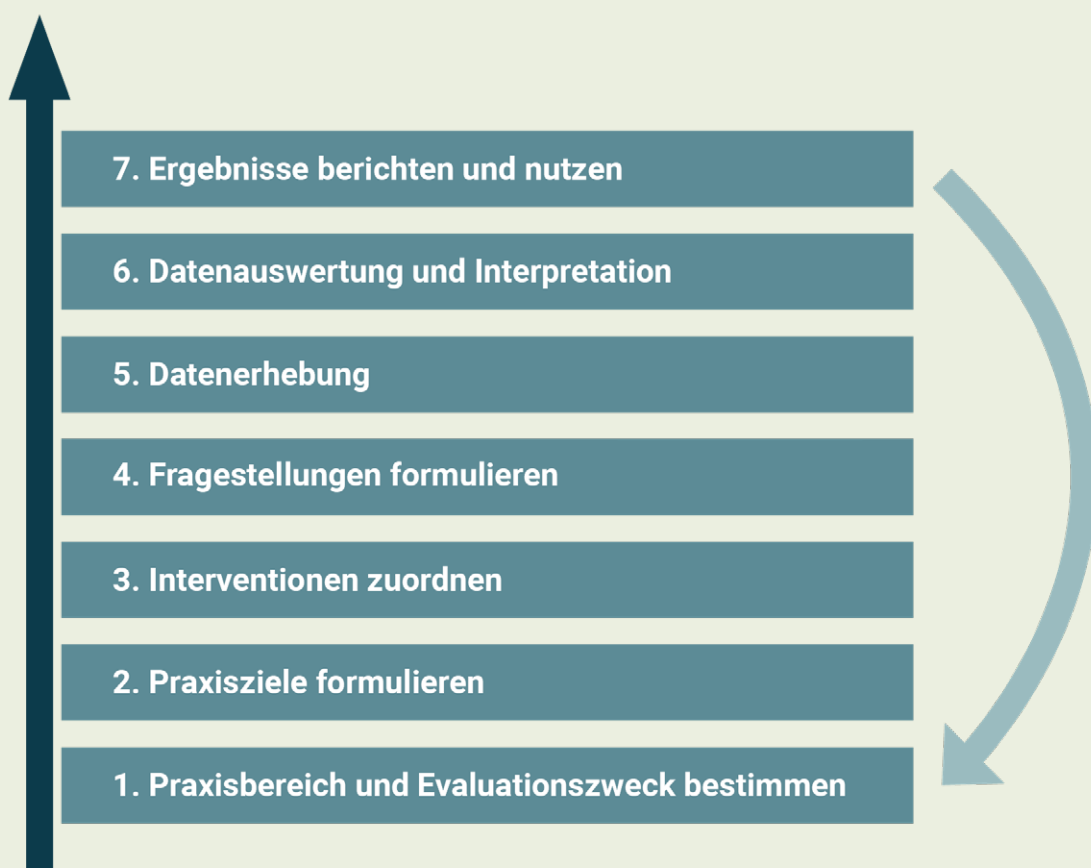 7. Ergebnisse berichten und nutzen
6. Datenauswertung und Interpretation
5. Datenerhebung
4. Fragestellungen formulieren
3. Interventionen zuordnen
2. Praxisziele formulieren
1. Praxisbereich und Evaluationszweck bestimmen